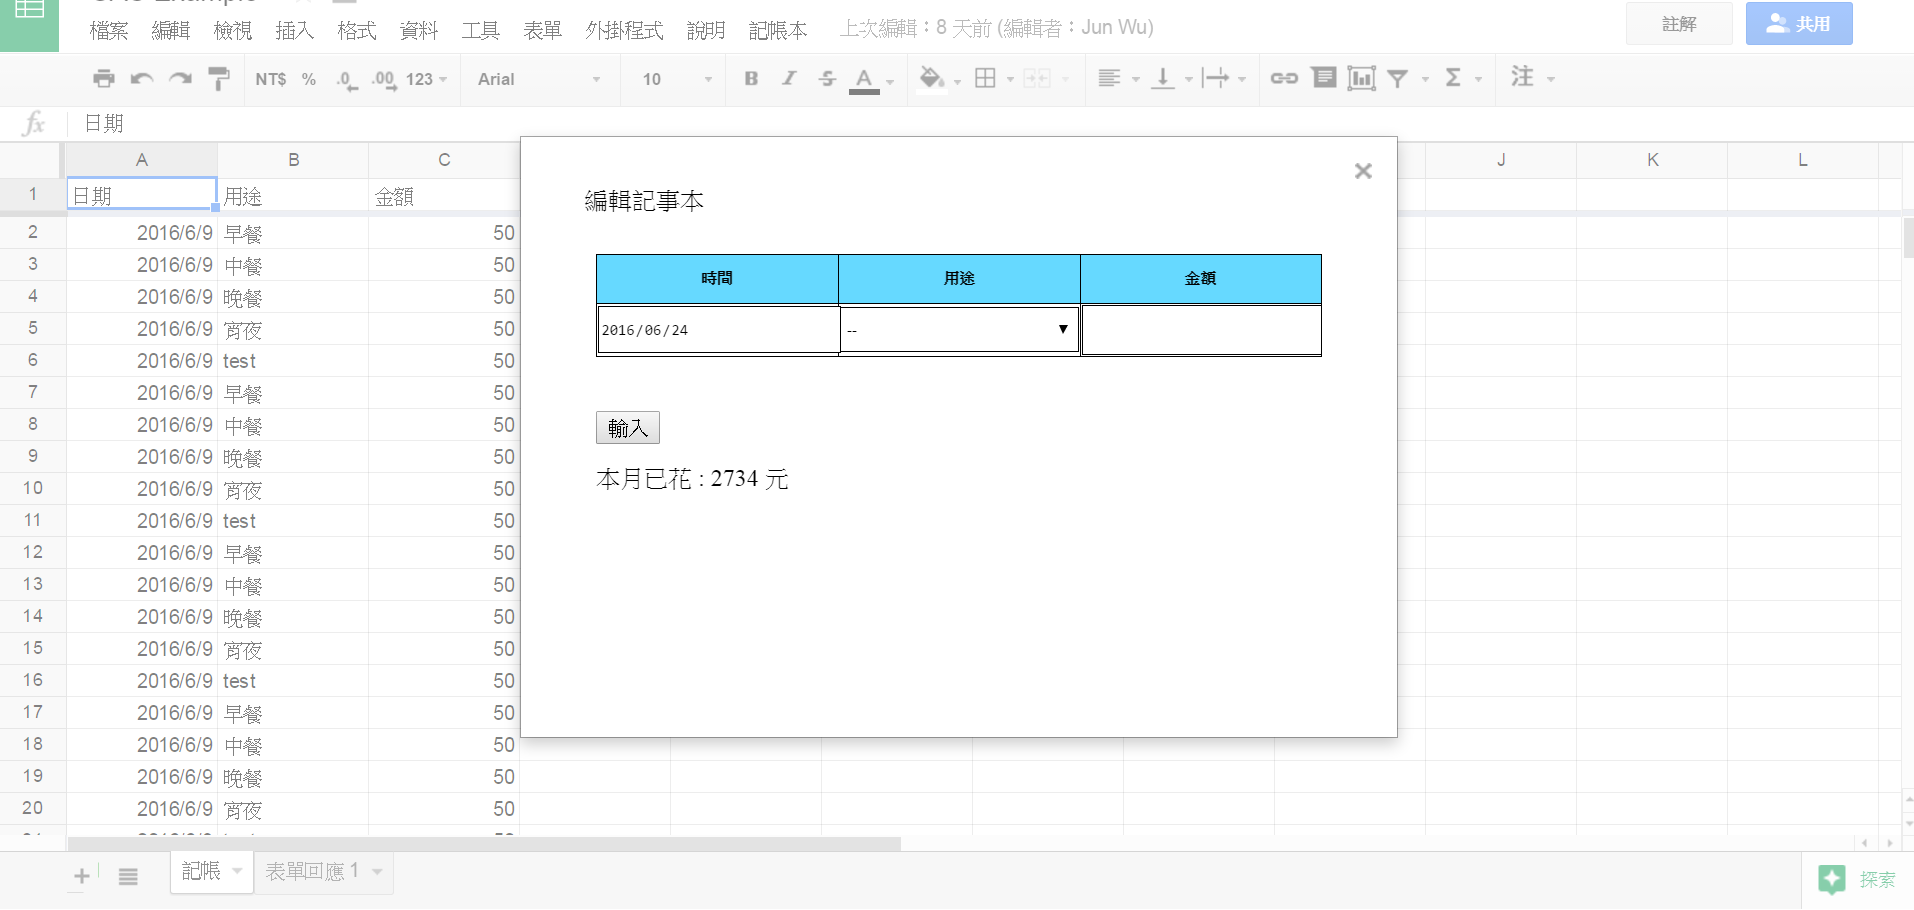 檔案 編輯 檢視 插入 格式 資料 工具 表單 外掛程式 說明 記帳本 上次編輯：8 天前 (編輯者：Jun Wu)
註解
共用
NT$ % .0 .00 123 Arial 10 B I S A Σ 注
fx 日期
A B C J K L
1 日期 用途 金額
2 2016/6/9 早餐 50
3 2016/6/9 中餐 50
4 2016/6/9 晚餐 50
5 2016/6/9 宵夜 50
6 2016/6/9 test 50
7 2016/6/9 早餐 50
8 2016/6/9 中餐 50
9 2016/6/9 晚餐 50
10 2016/6/9 宵夜 50
11 2016/6/9 test 50
12 2016/6/9 早餐 50
13 2016/6/9 中餐 50
14 2016/6/9 晚餐 50
15 2016/6/9 宵夜 50
16 2016/6/9 test 50
17 2016/6/9 早餐 50
18 2016/6/9 中餐 50
19 2016/6/9 晚餐 50
20 2016/6/9 宵夜 50
編輯記事本
時間 用途 金額
2016/06/24 --
輸入
本月已花 : 2734 元
記帳 表單回應 1
探索